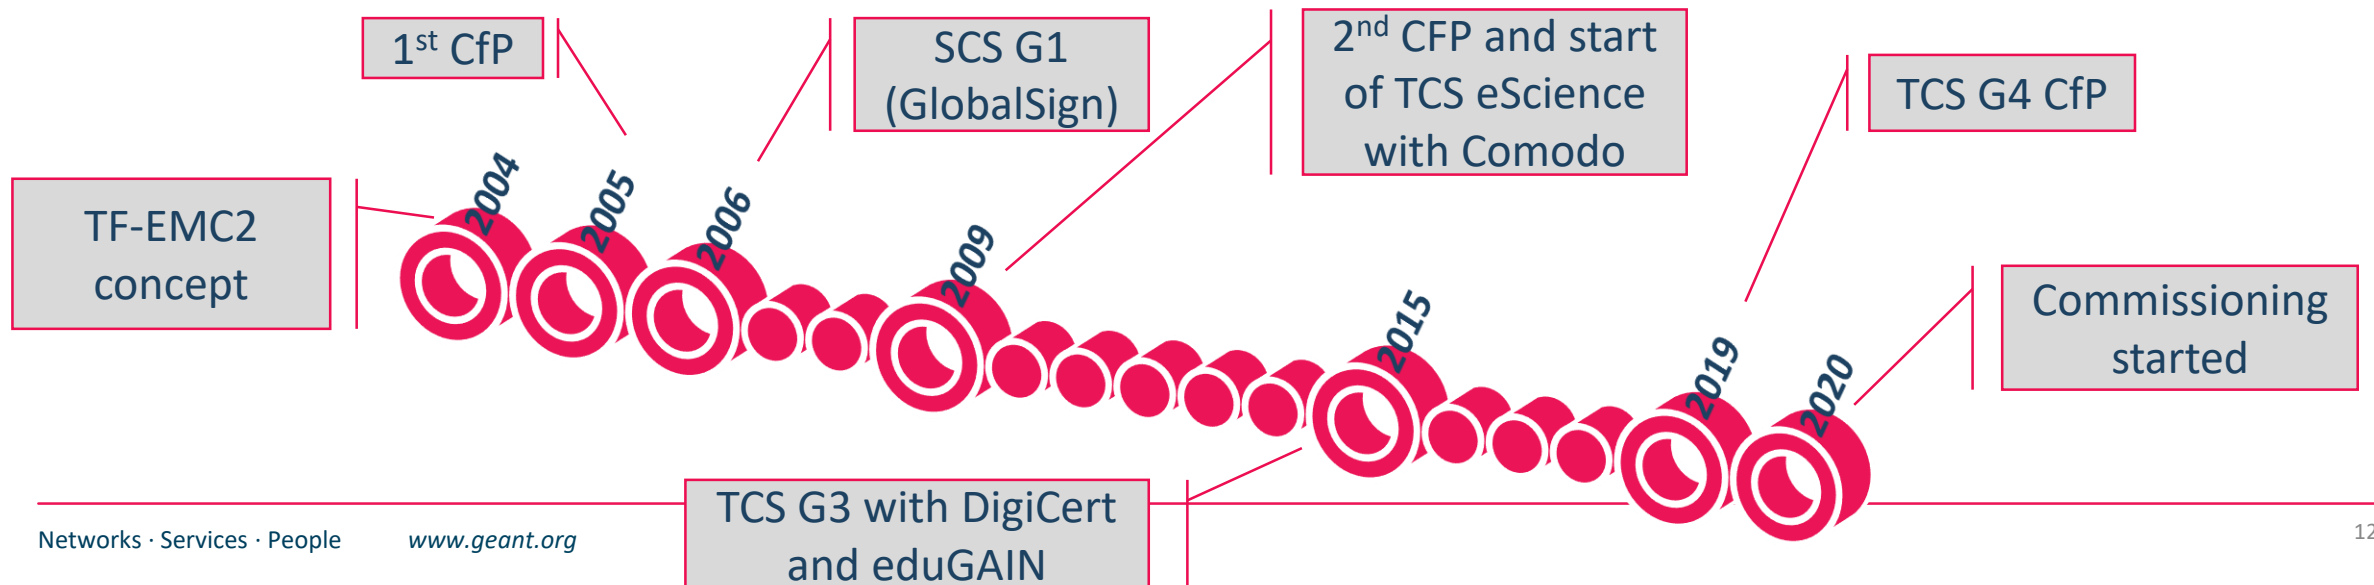 1st CfP
SCS G1
(GlobalSign)
2nd CFP and start
of TCS eScience
with Comodo
TCS G4 CfP
TF-EMC2
concept
2004
2005
2006
2009
2015
2019
2020
Commissioning
started
TCS G3 with DigiCert
and eduGAIN
Networks · Services · People www.geant.org
12